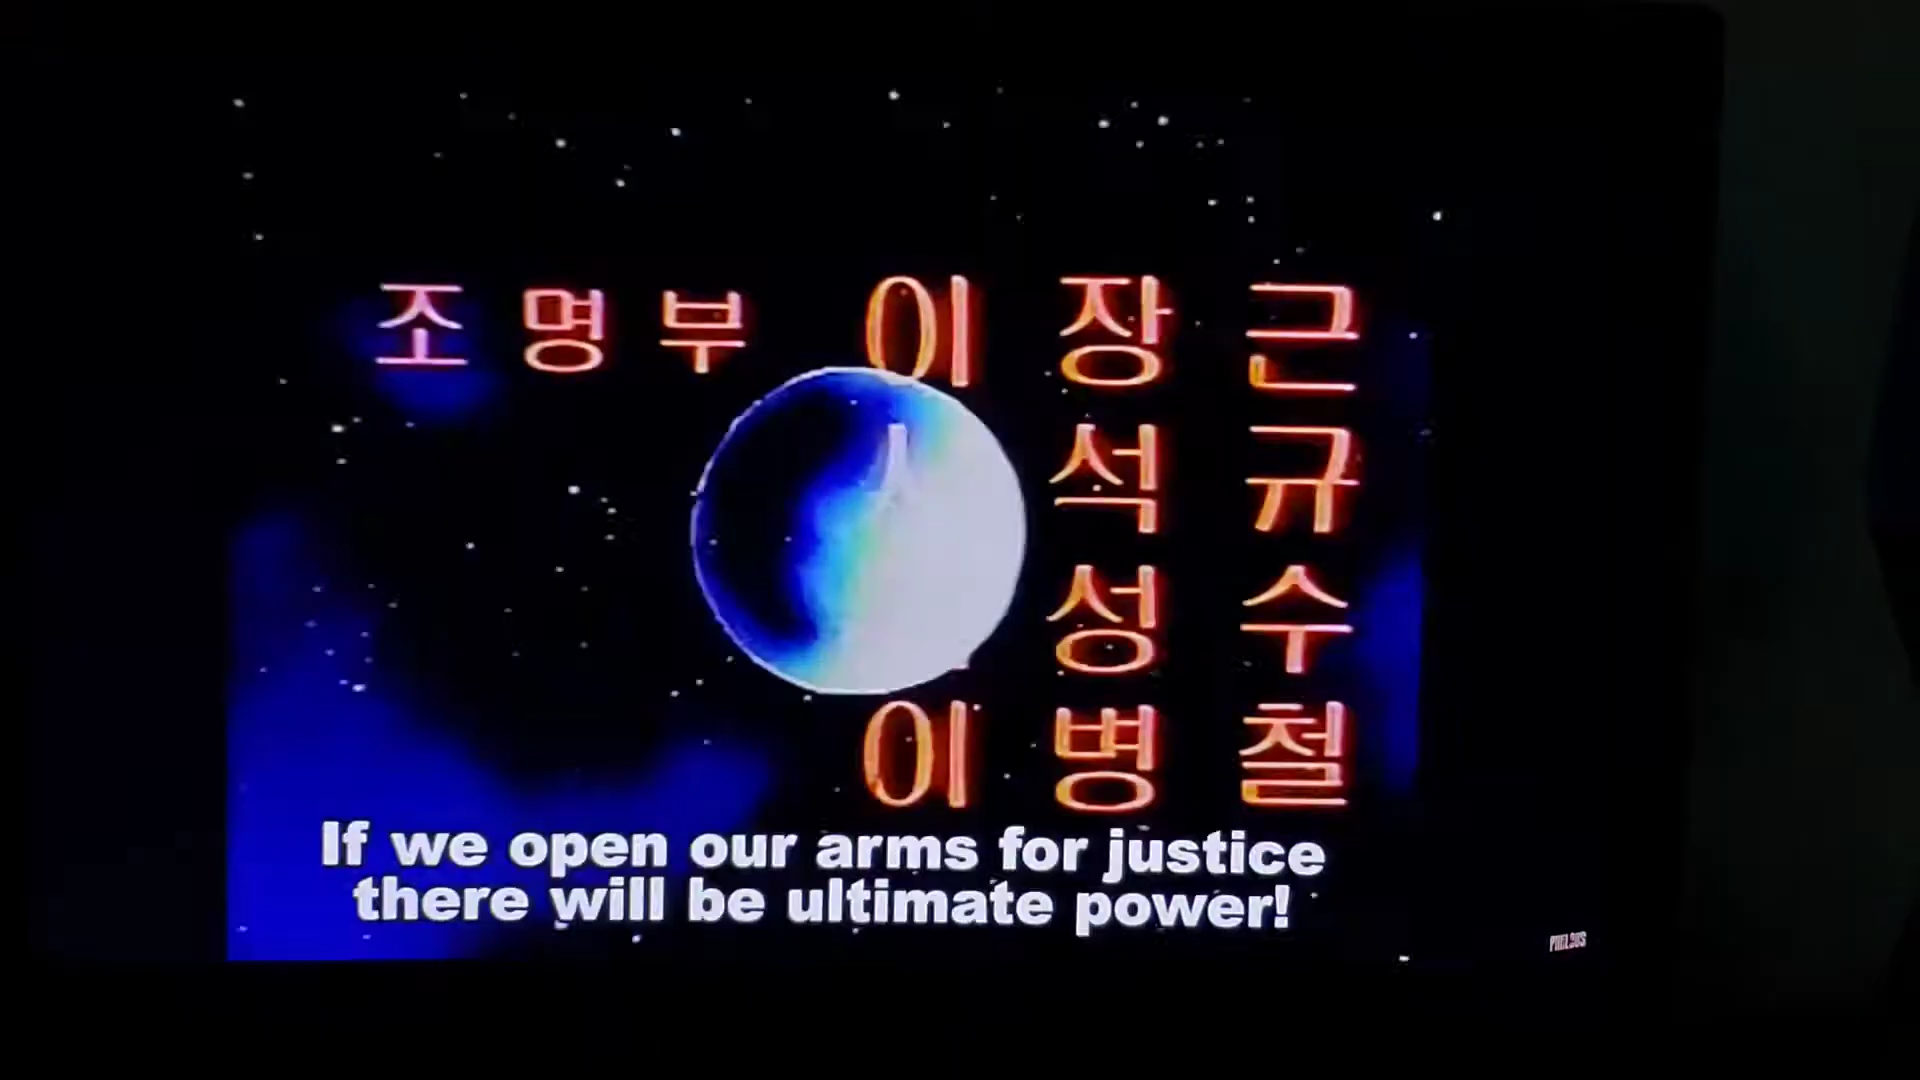 조명부 이장근
석규
성수
이병철
If we open our arms for justice
there will be ultimate power!